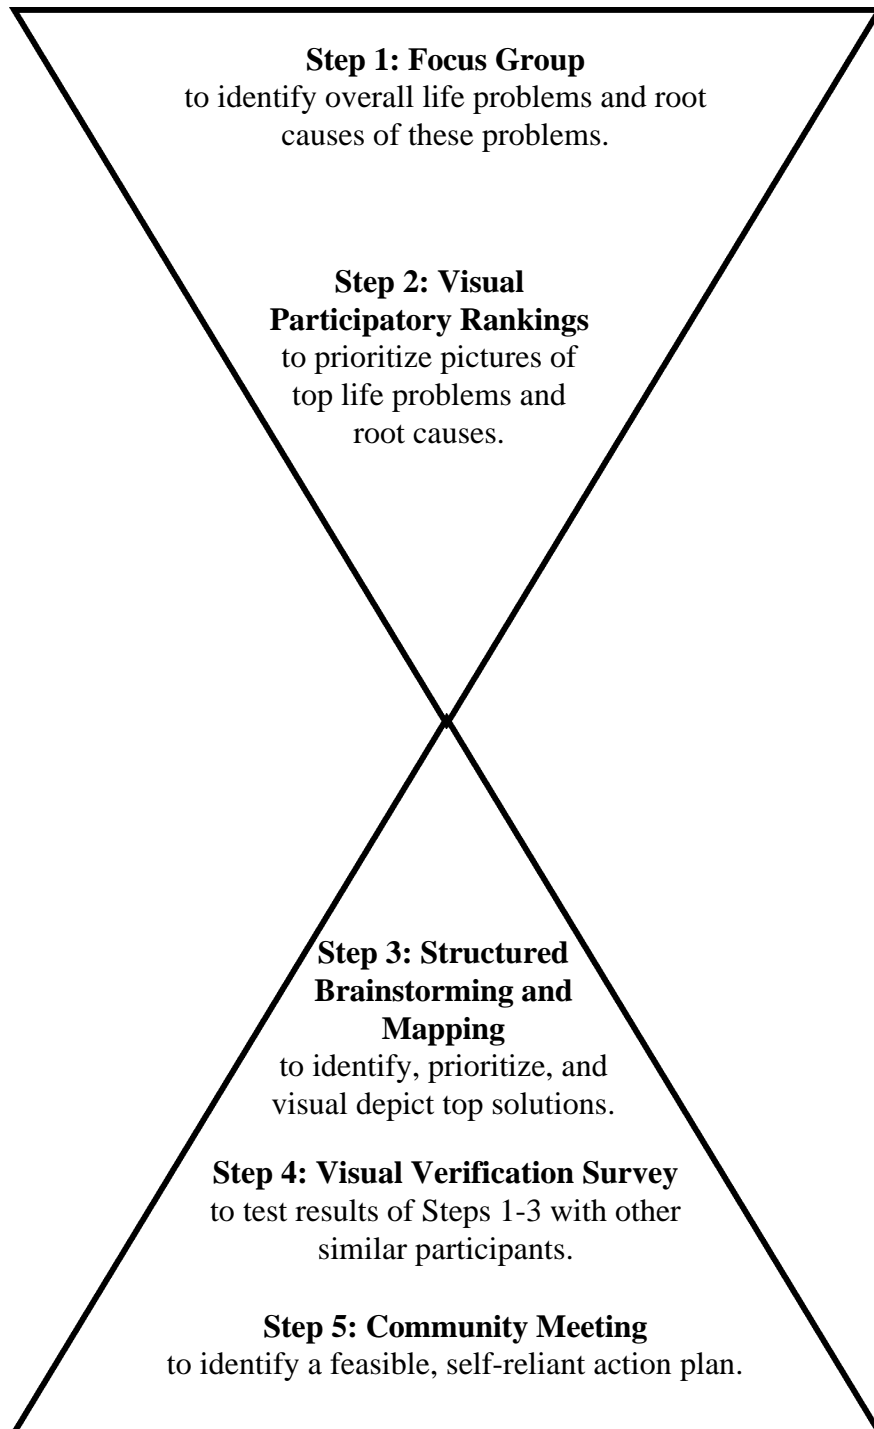 Step 1: Focus Group
to identify overall life problems and root
causes of these problems.
Step 2: Visual
Participatory Rankings
to prioritize pictures of
top life problems and
root causes.
Step 3: Structured
Brainstorming and
Mapping
to identify, prioritize, and
visual depict top solutions.
Step 4: Visual Verification Survey
to test results of Steps 1-3 with other
similar participants.
Step 5: Community Meeting
to identify a feasible, self-reliant action plan.